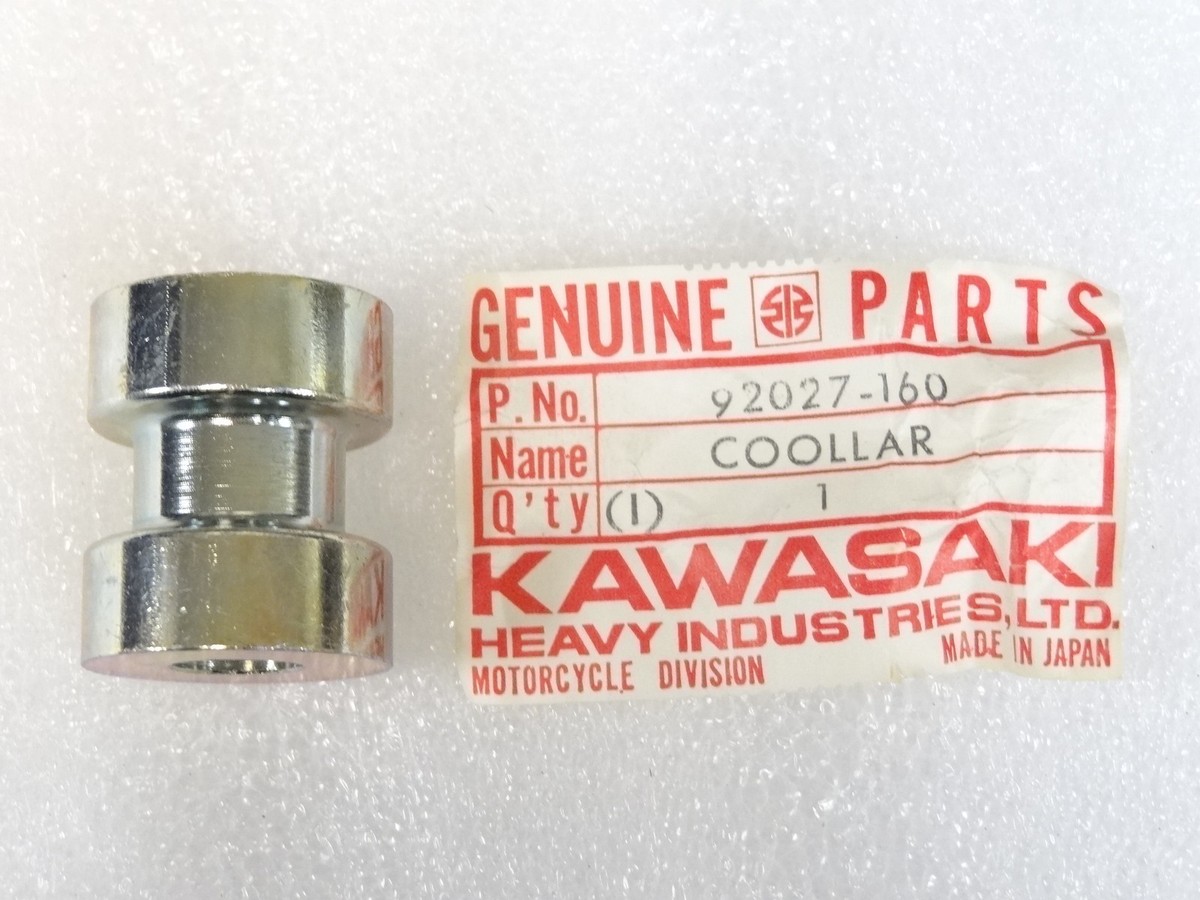 GENUINE PARTS
P. No. 92027-160
Name COOLLAR
Q'ty (1) 1
KAWASAKI
HEAVY INDUSTRIES, LTD.
MOTORCYCLE DIVISION MADE IN JAPAN